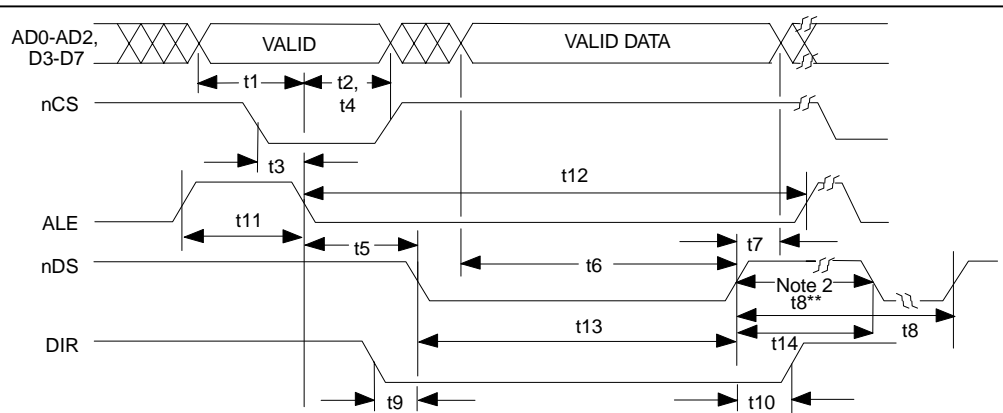 AD0-AD2,
D3-D7
VALID
VALID DATA
t1
t2,
t4
nCS
t3
t12
ALE
t11
t5
t7
nDS
t6
Note 2
t8**
t8
t13
t14
DIR
t9
t10